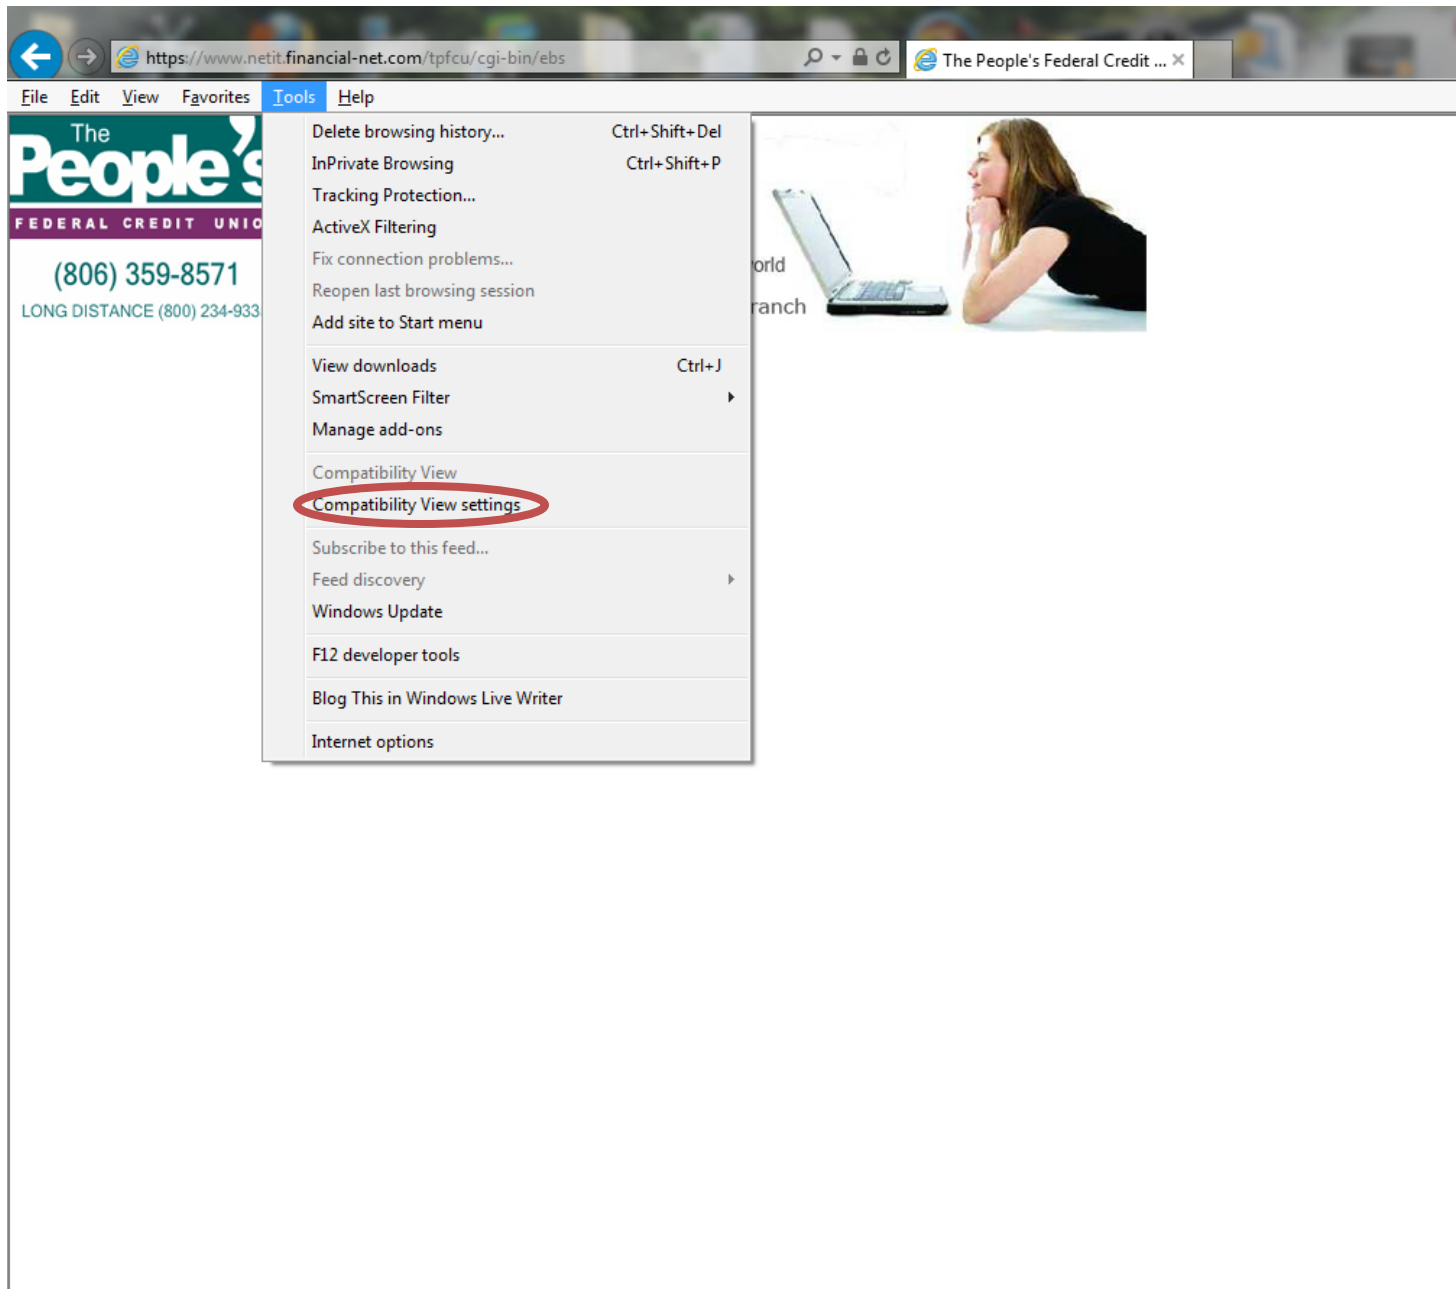 https://www.netit.financial-net.com/tpfcu/cgi-bin/ebs
The People's Federal Credit ...
File Edit View Favorites Tools Help
The
People's
FEDERAL CREDIT UNIO
(806) 359-8571
LONG DISTANCE (800) 234-933
Delete browsing history... Ctrl+Shift+Del
InPrivate Browsing Ctrl+Shift+P
Tracking Protection...
ActiveX Filtering
Fix connection problems...
Reopen last browsing session
Add site to Start menu
View downloads Ctrl+J
SmartScreen Filter
Manage add-ons
Compatibility View
Compatibility View settings
Subscribe to this feed...
Feed discovery
Windows Update
F12 developer tools
Blog This in Windows Live Writer
Internet options
orld
ranch